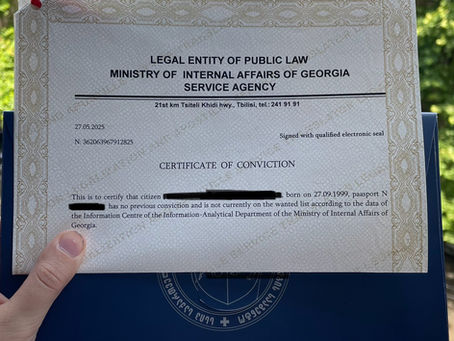 LEGAL ENTITY OF PUBLIC LAW
MINISTRY OF INTERNAL AFFAIRS OF GEORGIA
SERVICE AGENCY
21st km Tsiteli Khidi hwy., Tbilisi, tel.: 241 91 91
27.05.2025
Signed with qualified electronic seal
N: 362063967912825
CERTIFICATE OF CONVICTION
This is to certify that citizen , born on 27.09.1999, passport N
has no previous conviction and is not currently on the wanted list according to the data of
the Information Centre of the Information-Analytical Department of the Ministry of Internal Affairs of
Georgia.